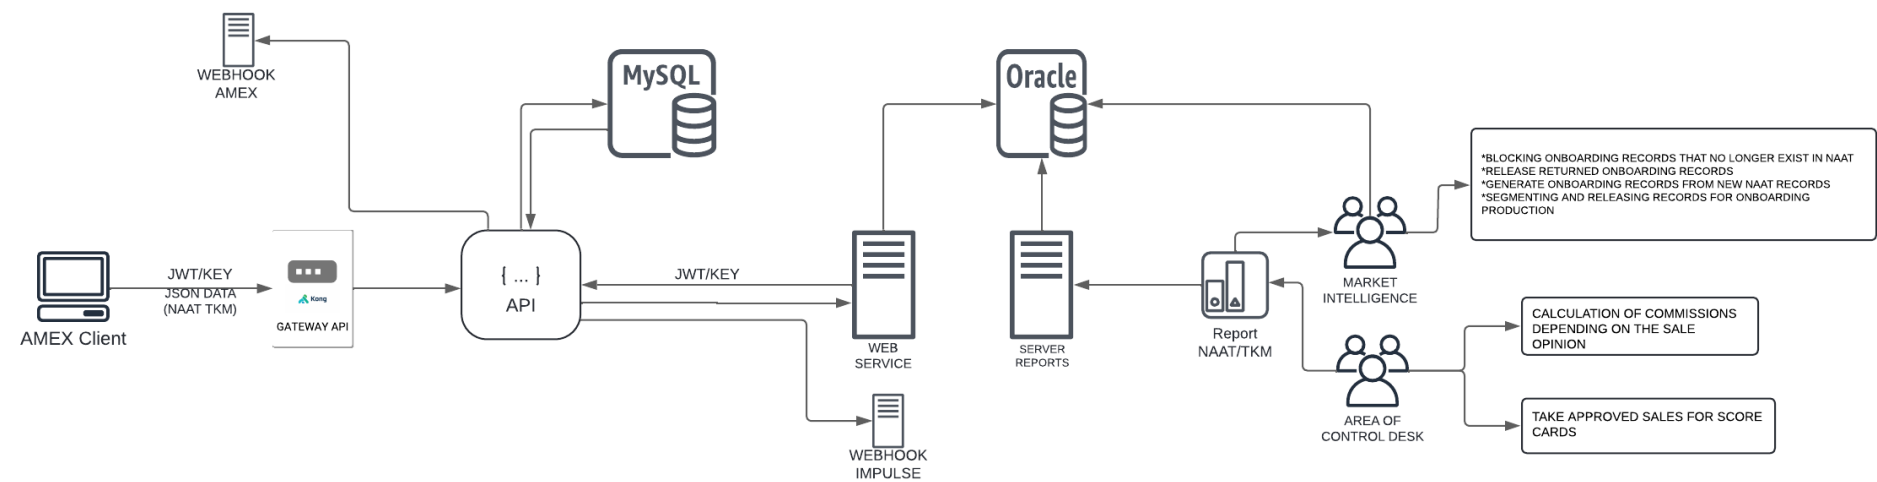 WEBHOOK
AMEX
MySQL
Oracle
*BLOCKING ONBOARDING RECORDS THAT NO LONGER EXIST IN NAAT
*RELEASE RETURNED ONBOARDING RECORDS
*GENERATE ONBOARDING RECORDS FROM NEW NAAT RECORDS
*SEGMENTING AND RELEASING RECORDS FOR ONBOARDING
PRODUCTION
JWT/KEY
JSON DATA
(NAAT TKM)
AMEX Client
Kong
GATEWAY API
{ ... }
API
JWT/KEY
WEB
SERVICE
SERVER
REPORTS
Report
NAAT/TKM
MARKET
INTELLIGENCE
CALCULATION OF COMMISSIONS
DEPENDING ON THE SALE
OPINION
AREA OF
CONTROL DESK
TAKE APPROVED SALES FOR SCORE
CARDS
WEBHOOK
IMPULSE